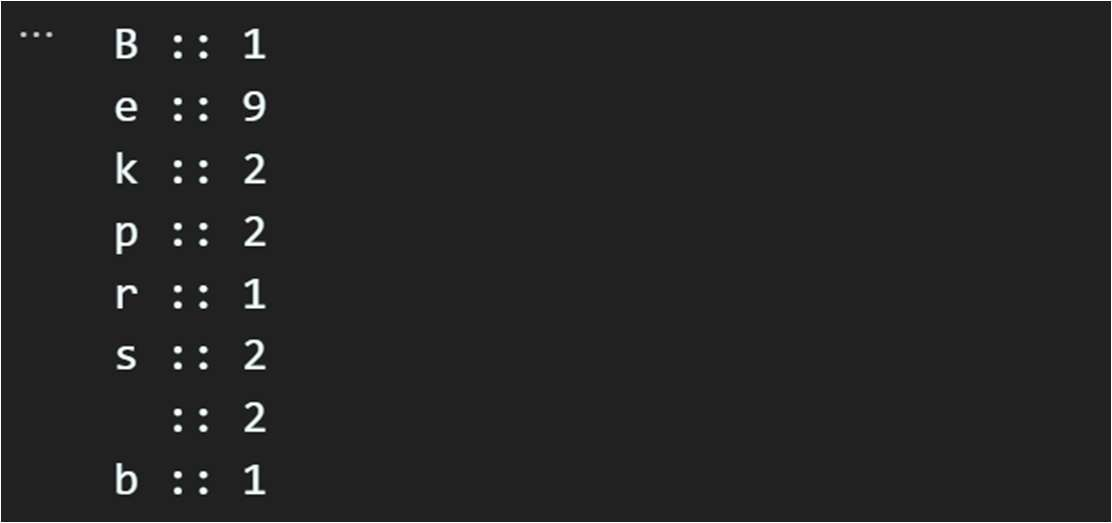 ... B :: 1
e :: 9
k :: 2
p :: 2
r :: 1
s :: 2
  :: 2
b :: 1